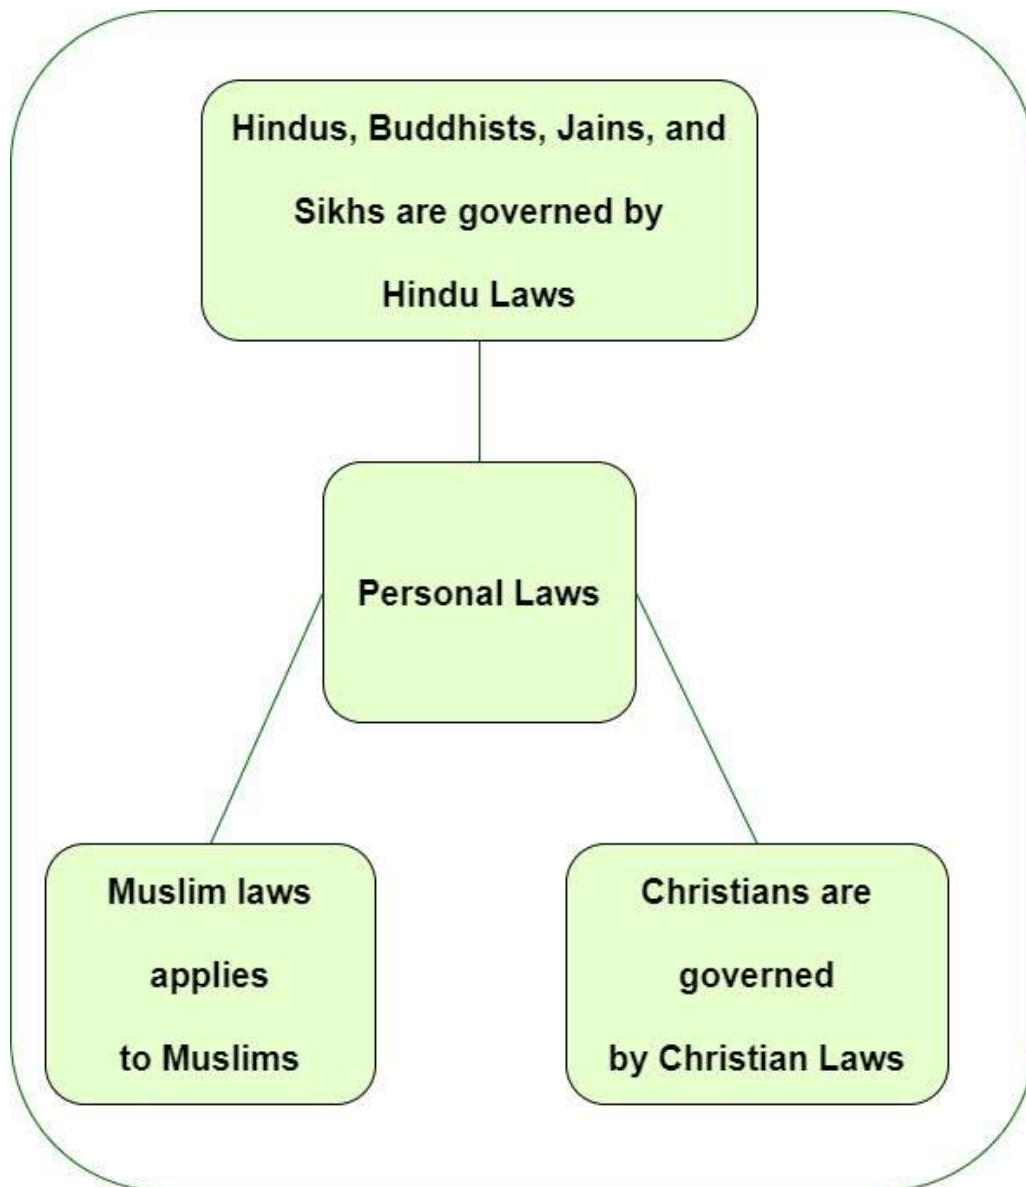 Hindus, Buddhists, Jains, and
Sikhs are governed by
Hindu Laws
Personal Laws
Muslim laws
applies
to Muslims
Christians are
governed
by Christian Laws